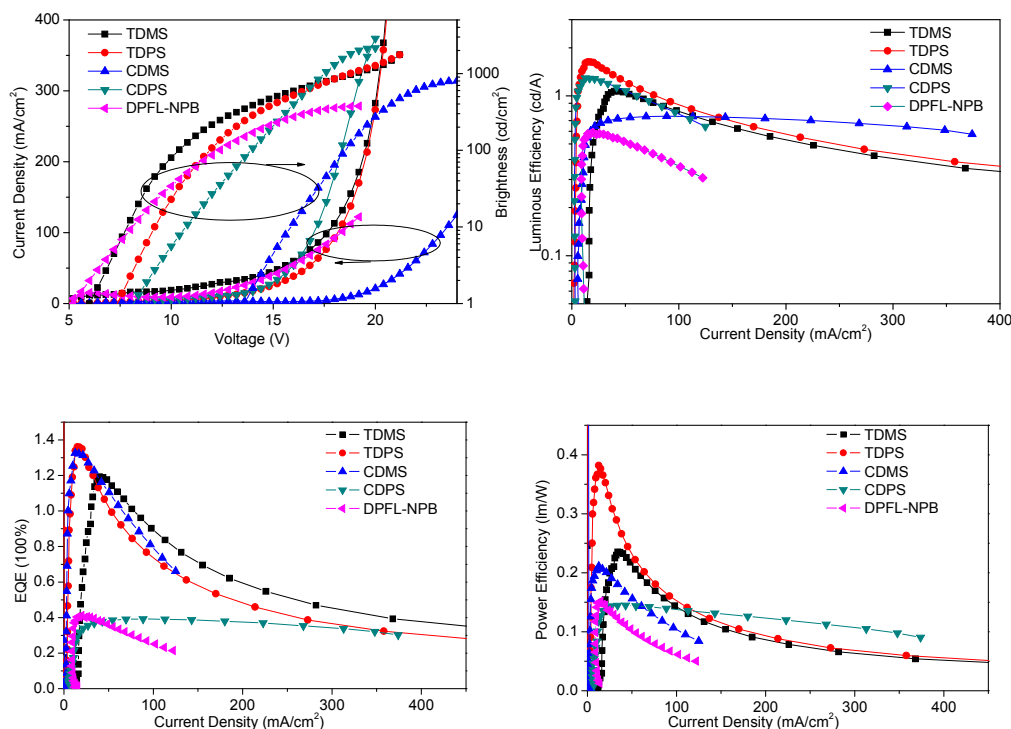 400
350
300
250
200
150
100
50
0
Current Density (mA/cm²)
TDMS
TDPS
CDMS
CDPS
DPFL-NPB
1000
100
10
1
Brightness (cd/cm²)
5 10 15 20
Voltage (V)
1
0.1
Luminous Efficiency (cd/A)
TDMS
TDPS
CDMS
CDPS
DPFL-NPB
0 100 200 300 400
Current Density (mA/cm²)
1.4
1.2
1.0
0.8
0.6
0.4
0.2
0.0
EQE (100%)
TDMS
TDPS
CDMS
CDPS
DPFL-NPB
0 100 200 300 400
Current Density (mA/cm²)
0.4
0.3
0.2
0.1
0.0
Power Efficiency (lm/W)
TDMS
TDPS
CDMS
CDPS
DPFL-NPB
0 100 200 300 400
Current Density (mA/cm²)